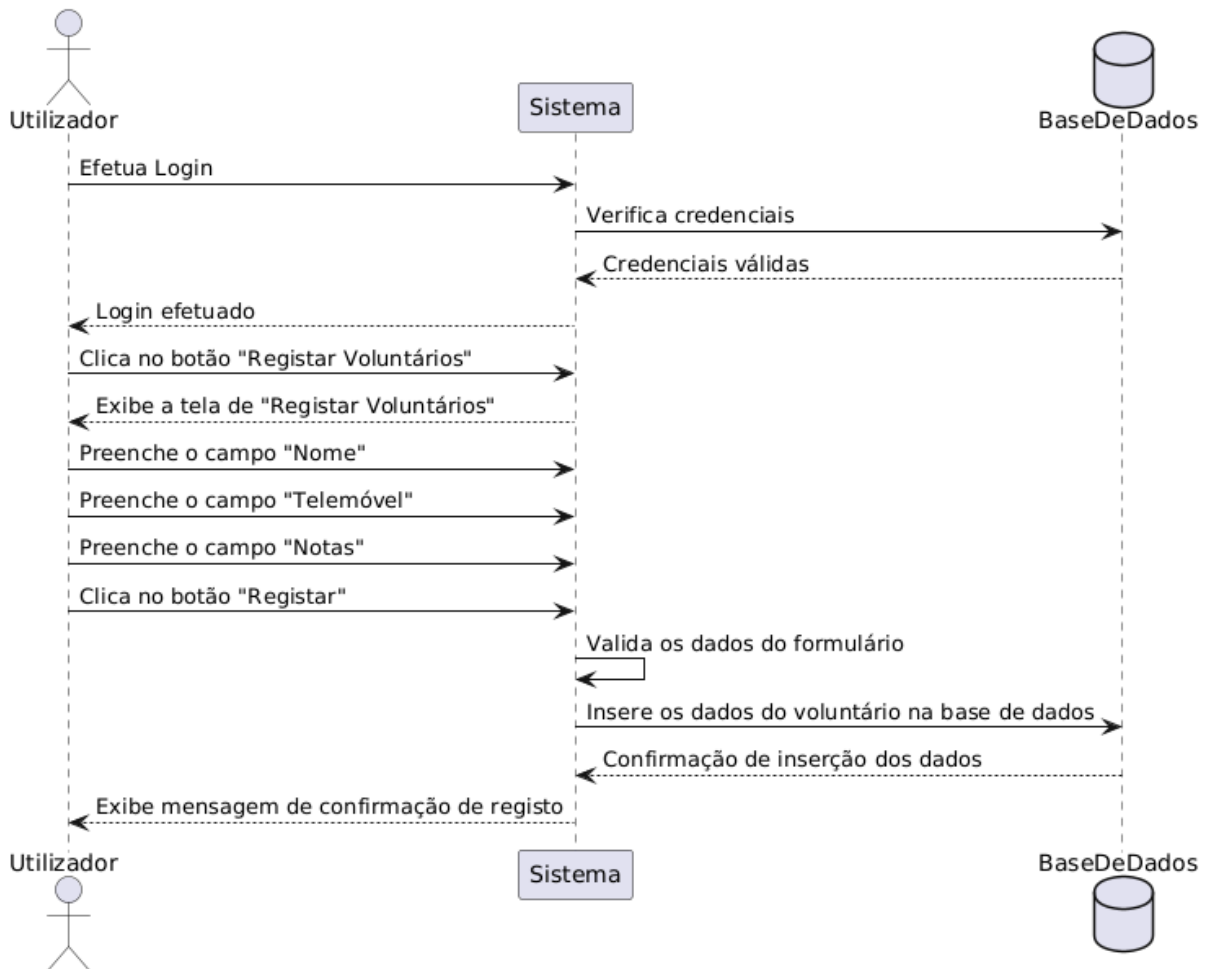 Utilizador
Sistema
BaseDeDados
Efetua Login
Verifica credenciais
Credenciais válidas
Login efetuado
Clica no botão "Registar Voluntários"
Exibe a tela de "Registar Voluntários"
Preenche o campo "Nome"
Preenche o campo "Telemóvel"
Preenche o campo "Notas"
Clica no botão "Registar"
Valida os dados do formulário
Insere os dados do voluntário na base de dados
Confirmação de inserção dos dados
Exibe mensagem de confirmação de registo
Utilizador
Sistema
BaseDeDados